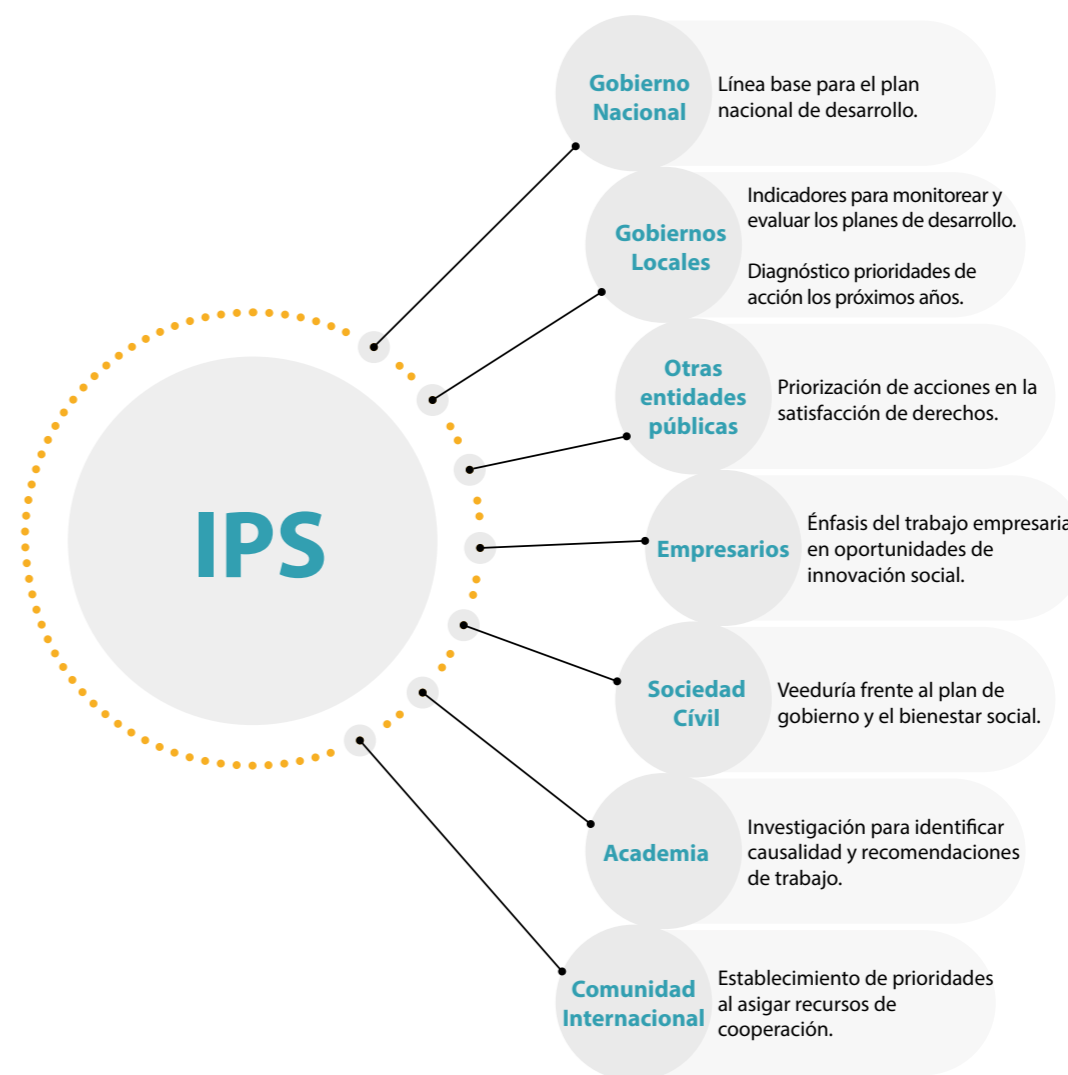 Gobierno
Nacional
Línea base para el plan
nacional de desarrollo.
Gobiernos
Locales
Indicadores para monitorear y
evaluar los planes de desarrollo.
Diagnóstico prioridades de
acción los próximos años.
Otras
entidades
públicas
Priorización de acciones en la
satisfacción de derechos.
IPS
Empresarios
Énfasis del trabajo empresaria
en oportunidades de
innovación social.
Sociedad
Cívil
Veeduría frente al plan de
gobierno y el bienestar social.
Academia
Investigación para identificar
causalidad y recomendaciones
de trabajo.
Comunidad
Internacional
Establecimiento de prioridades
al asigar recursos de
cooperación.